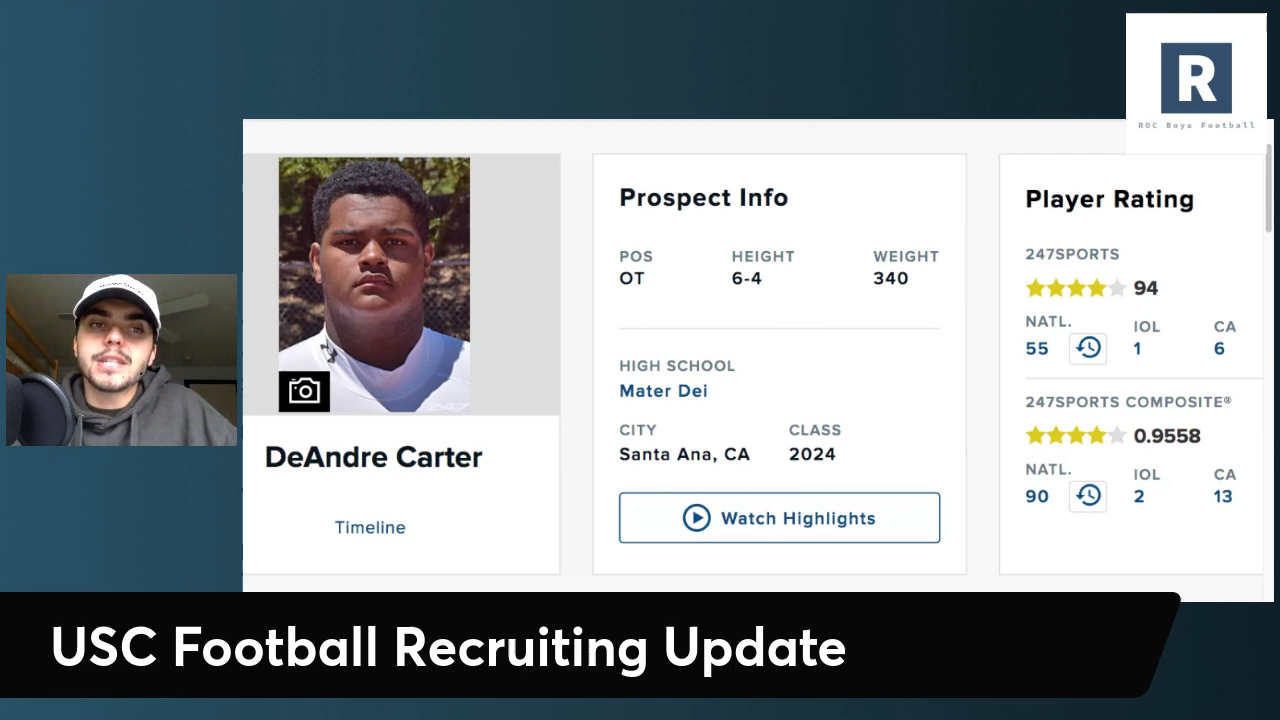 R
ROC Boys Football
Prospect Info
POS HEIGHT WEIGHT
OT 6-4 340
HIGH SCHOOL
Mater Dei
CITY CLASS
Santa Ana, CA 2024
Watch Highlights
DeAndre Carter
Timeline
Player Rating
247SPORTS
94
NATL. IOL CA
55 1 6
247SPORTS COMPOSITE®
0.9558
NATL. IOL CA
90 2 13
USC Football Recruiting Update